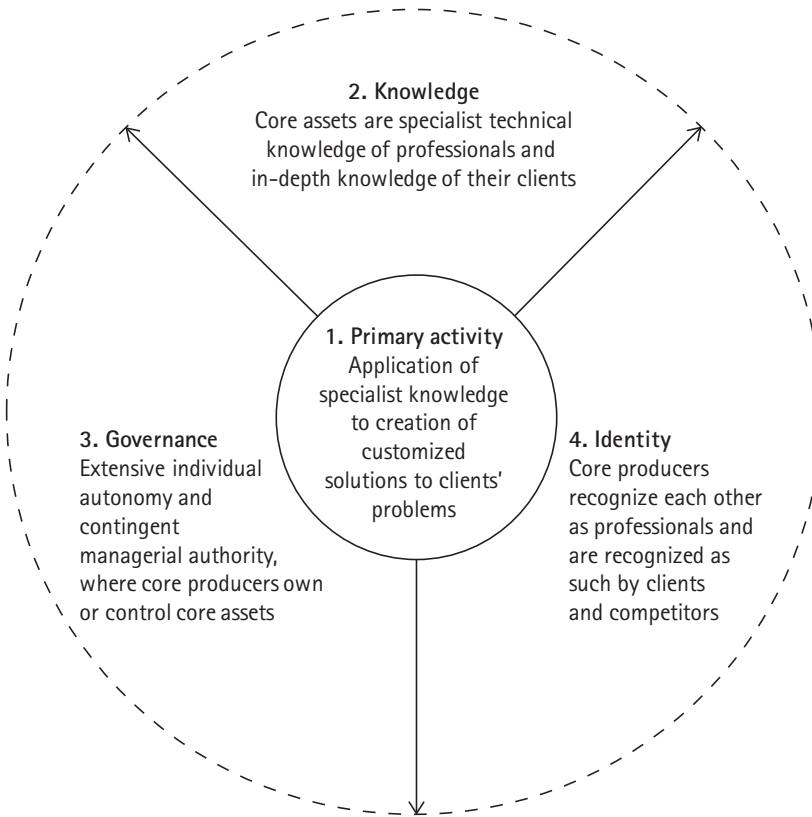 2. Knowledge
Core assets are specialist technical
knowledge of professionals and
in-depth knowledge of their clients
1. Primary activity
Application of
specialist knowledge
to creation of
customized
solutions to clients’
problems
3. Governance
Extensive individual
autonomy and
contingent
managerial authority,
where core producers own
or control core assets
4. Identity
Core producers
recognize each other
as professionals and
are recognized as
such by clients
and competitors